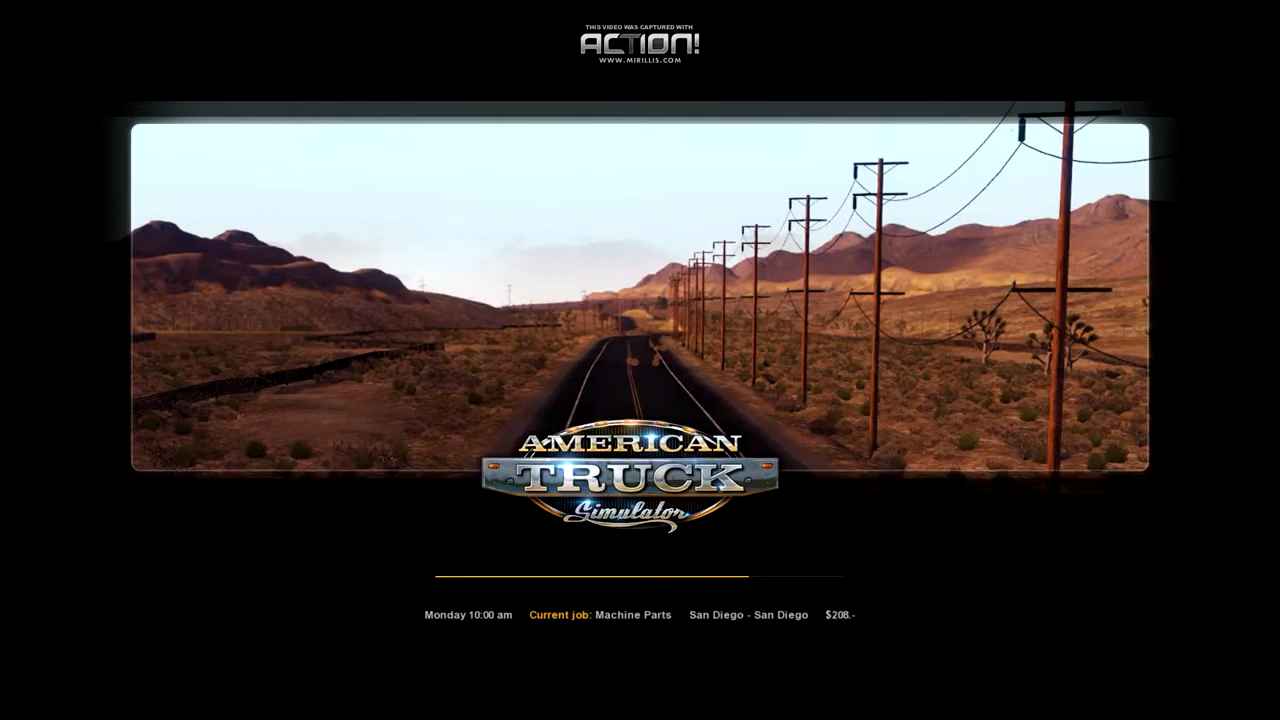 THIS VIDEO WAS CAPTURED WITH
ACTION!
WWW.MIRILLIS.COM
AMERICAN
TRUCK
Simulator
Monday 10:00 am Current job: Machine Parts San Diego - San Diego $208.-